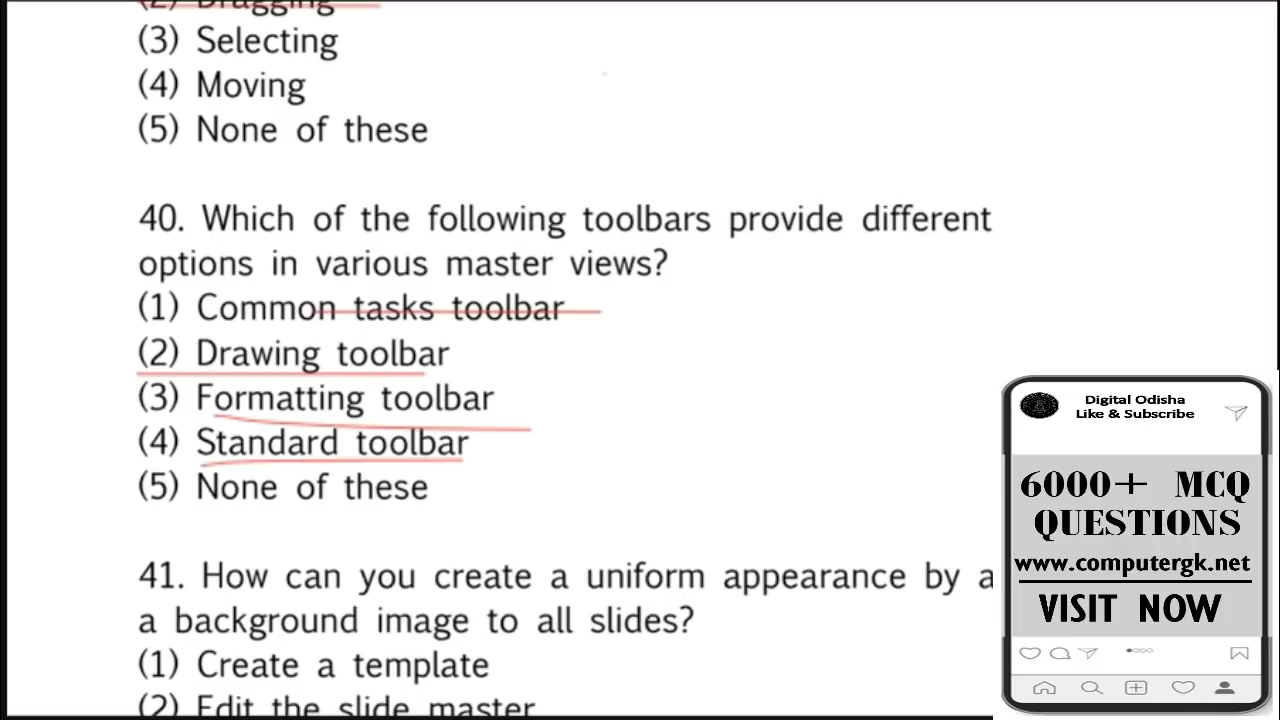 (2) Dragging
(3) Selecting
(4) Moving
(5) None of these
40. Which of the following toolbars provide different
options in various master views?
(1) Common tasks toolbar
(2) Drawing toolbar
(3) Formatting toolbar
(4) Standard toolbar
(5) None of these
41. How can you create a uniform appearance by a
a background image to all slides?
(1) Create a template
(2) Edit the slide master
Digital Odisha
Like & Subscribe
6000+ MCQ
QUESTIONS
www.computergk.net
VISIT NOW